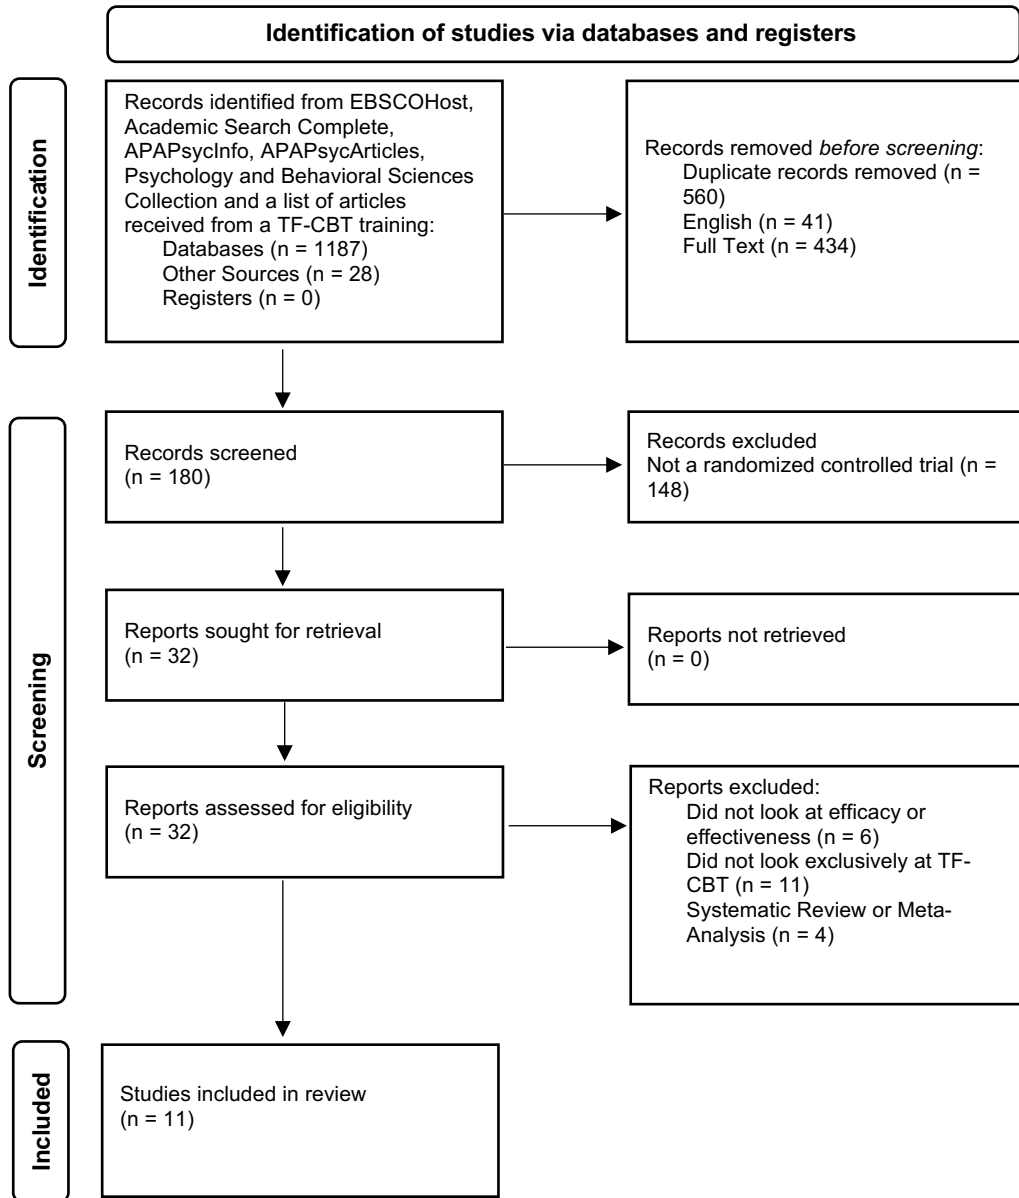 Identification of studies via databases and registers
Identification
Records identified from EBSCOHost,
Academic Search Complete,
APAPsycInfo, APAPsycArticles,
Psychology and Behavioral Sciences
Collection and a list of articles
received from a TF-CBT training:
Databases (n = 1187)
Other Sources (n = 28)
Registers (n = 0)
Records removed before screening:
Duplicate records removed (n =
560)
English (n = 41)
Full Text (n = 434)
Screening
Records screened
(n = 180)
Records excluded
Not a randomized controlled trial (n =
148)
Reports sought for retrieval
(n = 32)
Reports not retrieved
(n = 0)
Reports assessed for eligibility
(n = 32)
Reports excluded:
Did not look at efficacy or
effectiveness (n = 6)
Did not look exclusively at TF-
CBT (n = 11)
Systematic Review or Meta-
Analysis (n = 4)
Included
Studies included in review
(n = 11)